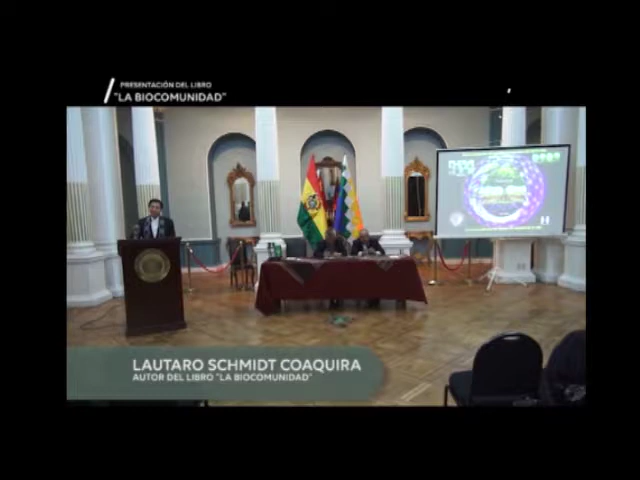 PRESENTACIÓN DEL LIBRO
"LA BIOCOMUNIDAD"
LAUTARO SCHMIDT COAQUIRA
AUTOR DEL LIBRO "LA BIOCOMUNIDAD"